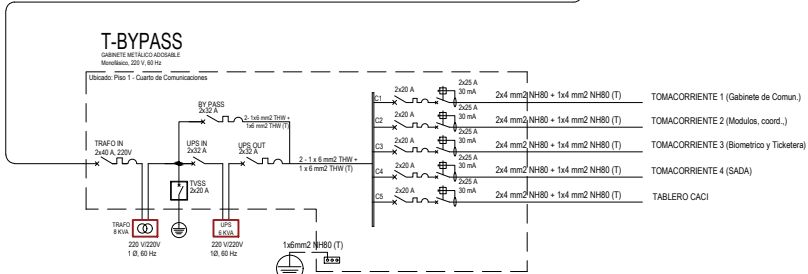 T-BYPASS
GABINETE METÁLICO ADOSABLE
Monofásico, 220 V, 60 Hz
Ubicado: Piso 1 - Cuarto de Comunicaciones
BY PASS
2x32 A
2- 1x6 mm2 THW +
1x6 mm2 THW (T)
TRAFO IN
2x40 A, 220V
UPS IN
2x32 A
UPS OUT
2x32 A
2 - 1 x 6 mm2 THW +
1 x 6 mm2 THW (T)
TVSS
2x20 A
TRAFO
8 KVA
220 V/220V
1 Ø, 60 Hz
UPS
6 KVA
220 V/220V
1Ø, 60 Hz
1x6mm2 NH80 (T)
C1
2x20 A
2x25 A
30 mA
2x4 mm2 NH80 + 1x4 mm2 NH80 (T)
TOMACORRIENTE 1 (Gabinete de Comun.)
C2
2x20 A
2x25 A
30 mA
2x4 mm2 NH80 + 1x4 mm2 NH80 (T)
TOMACORRIENTE 2 (Modulos, coord.,)
C3
2x20 A
2x25 A
30 mA
2x4 mm2 NH80 + 1x4 mm2 NH80 (T)
TOMACORRIENTE 3 (Biometrico y Ticketera)
C4
2x20 A
2x25 A
30 mA
2x4 mm2 NH80 + 1x4 mm2 NH80 (T)
TOMACORRIENTE 4 (SADA)
C5
2x20 A
2x25 A
30 mA
2x4 mm2 NH80 + 1x4 mm2 NH80 (T)
TABLERO CACI